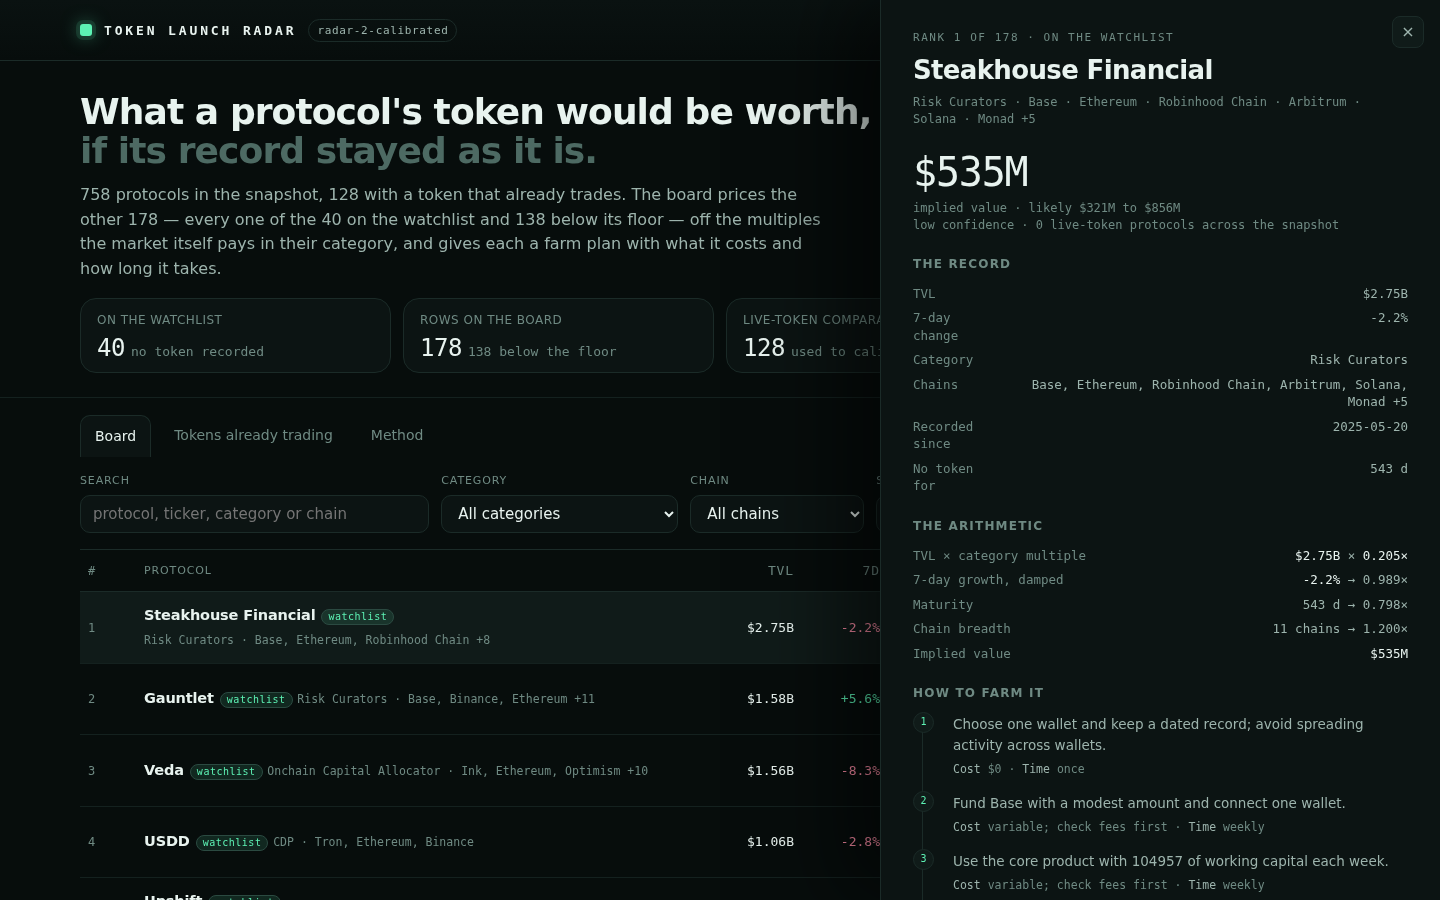 TOKEN LAUNCH RADAR
radar-2-calibrated
What a protocol's token would be worth,
if its record stayed as it is.
758 protocols in the snapshot, 128 with a token that already trades. The board prices the
other 178 — every one of the 40 on the watchlist and 138 below its floor — off the multiples
the market itself pays in their category, and gives each a farm plan with what it costs and
how long it takes.
ON THE WATCHLIST
40 no token recorded
ROWS ON THE BOARD
178 138 below the floor
LIVE-TOKEN COMPARA
128 used to cali
Board
Tokens already trading
Method
SEARCH
CATEGORY
CHAIN
protocol, ticker, category or chain
All categories
All chains
# PROTOCOL TVL 7D
1 Steakhouse Financial watchlist $2.75B -2.2%
Risk Curators · Base, Ethereum, Robinhood Chain +8
2 Gauntlet watchlist Risk Curators · Base, Binance, Ethereum +11 $1.58B +5.6%
3 Veda watchlist Onchain Capital Allocator · Ink, Ethereum, Optimism +10 $1.56B -8.3%
4 USDD watchlist CDP · Tron, Ethereum, Binance $1.06B -2.8%
Upshift watchlist
RANK 1 OF 178 · ON THE WATCHLIST
×
Steakhouse Financial
Risk Curators · Base · Ethereum · Robinhood Chain · Arbitrum ·
Solana · Monad +5
$535M
implied value · likely $321M to $856M
low confidence · 0 live-token protocols across the snapshot
THE RECORD
TVL $2.75B
7-day change -2.2%
Category Risk Curators
Chains Base, Ethereum, Robinhood Chain, Arbitrum, Solana,
Monad +5
Recorded since 2025-05-20
No token for 543 d
THE ARITHMETIC
TVL × category multiple $2.75B × 0.205×
7-day growth, damped -2.2% → 0.989×
Maturity 543 d → 0.798×
Chain breadth 11 chains → 1.200×
Implied value $535M
HOW TO FARM IT
1 Choose one wallet and keep a dated record; avoid spreading
activity across wallets.
Cost $0 · Time once
2 Fund Base with a modest amount and connect one wallet.
Cost variable; check fees first · Time weekly
3 Use the core product with 104957 of working capital each week.
Cost variable; check fees first · Time weekly